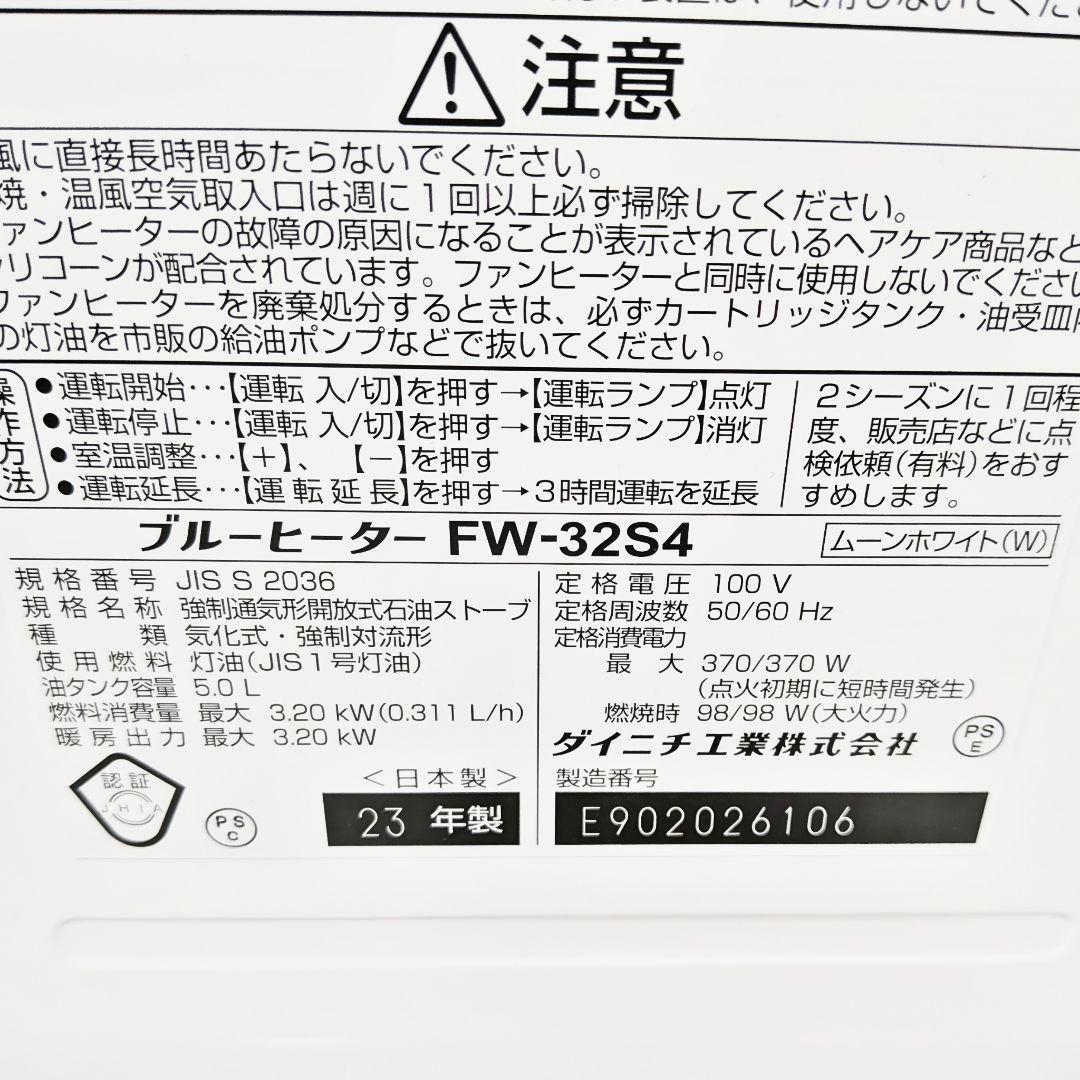 使用しないでくだ
注意
風に直接長時間あたらないでください。
焼・温風空気取入口は週に1回以上必ず掃除してください。
ァンヒーターの故障の原因になることが表示されているヘアケア商品など
リコーンが配合されています。ファンヒーターと同時に使用しないでください
ファンヒーターを廃棄処分するときは、必ずカートリッジタンク・油受皿
の灯油を市販の給油ポンプなどで抜いてください。
操作方法
●運転開始…【運転 入/切】を押す→【運転ランプ】点灯
●運転停止…【運転 入/切】を押す→【運転ランプ】消灯
●室温調整…【＋】、【－】を押す
●運転延長…【運転延長】を押す→3時間運転を延長
2シーズンに1回程
度、販売店などに点
検依頼(有料)をおす
すめします。
ブルーヒーター FW-32S4
ムーンホワイト(W)
規格番号 JIS S 2036
規格名称 強制通気形開放式石油ストーブ
種類 気化式・強制対流形
使用燃料 灯油(JIS1号灯油)
油タンク容量 5.0 L
燃料消費量 最大 3.20 kW(0.311 L/h)
暖房出力 最大 3.20 kW
認証
JHIA
PS
C
<日本製>
23 年製
定格電圧 100 V
定格周波数 50/60 Hz
定格消費電力
最大 370/370 W
(点火初期に短時間発生)
燃焼時 98/98 W(大火力)
ダイニチ工業株式会社
PS
E
製造番号
E902026106